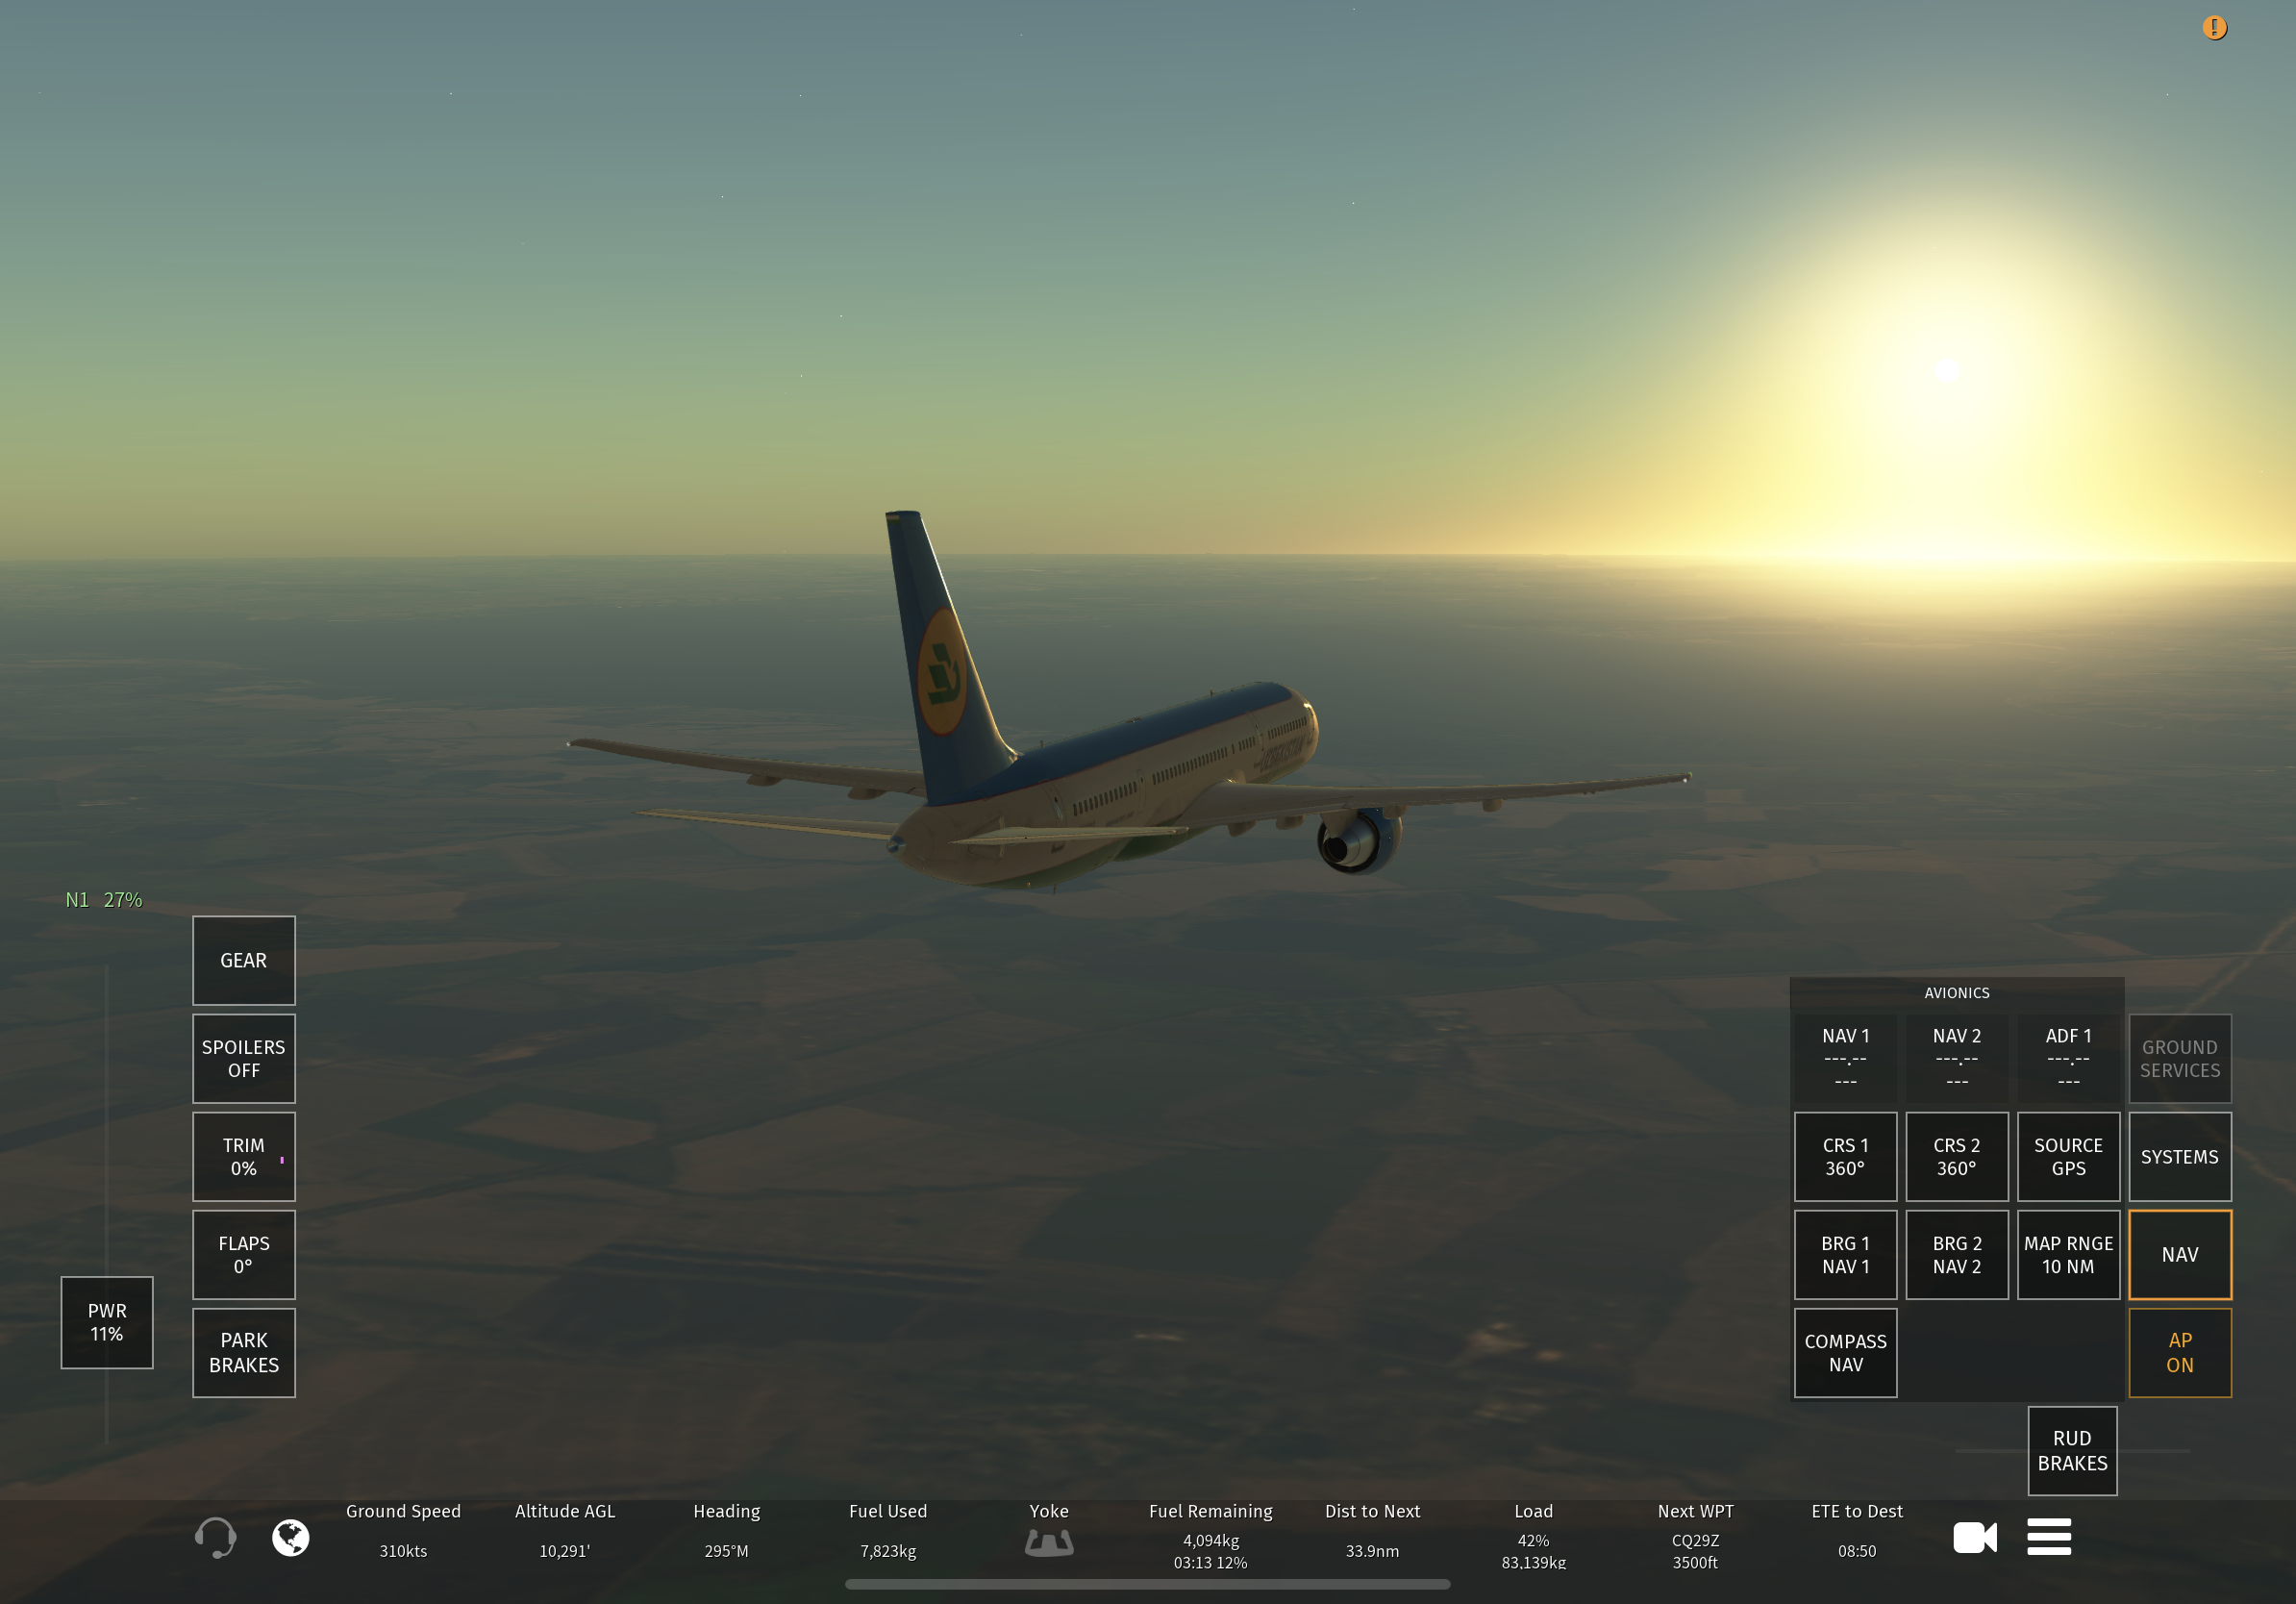 !
UZBEKISTAN
N1 27%
GEAR
SPOILERS
OFF
TRIM
0%
FLAPS
0°
PARK
BRAKES
PWR
11%
AVIONICS
NAV 1
---.--
---
NAV 2
---.--
---
ADF 1
---.--
---
GROUND
SERVICES
CRS 1
360°
CRS 2
360°
SOURCE
GPS
SYSTEMS
BRG 1
NAV 1
BRG 2
NAV 2
MAP RNGE
10 NM
NAV
COMPASS
NAV
AP
ON
RUD
BRAKES
Ground Speed
310kts
Altitude AGL
10,291'
Heading
295°M
Fuel Used
7,823kg
Yoke
Fuel Remaining
4,094kg
03:13 12%
Dist to Next
33.9nm
Load
42%
83,139kg
Next WPT
CQ29Z
3500ft
ETE to Dest
08:50